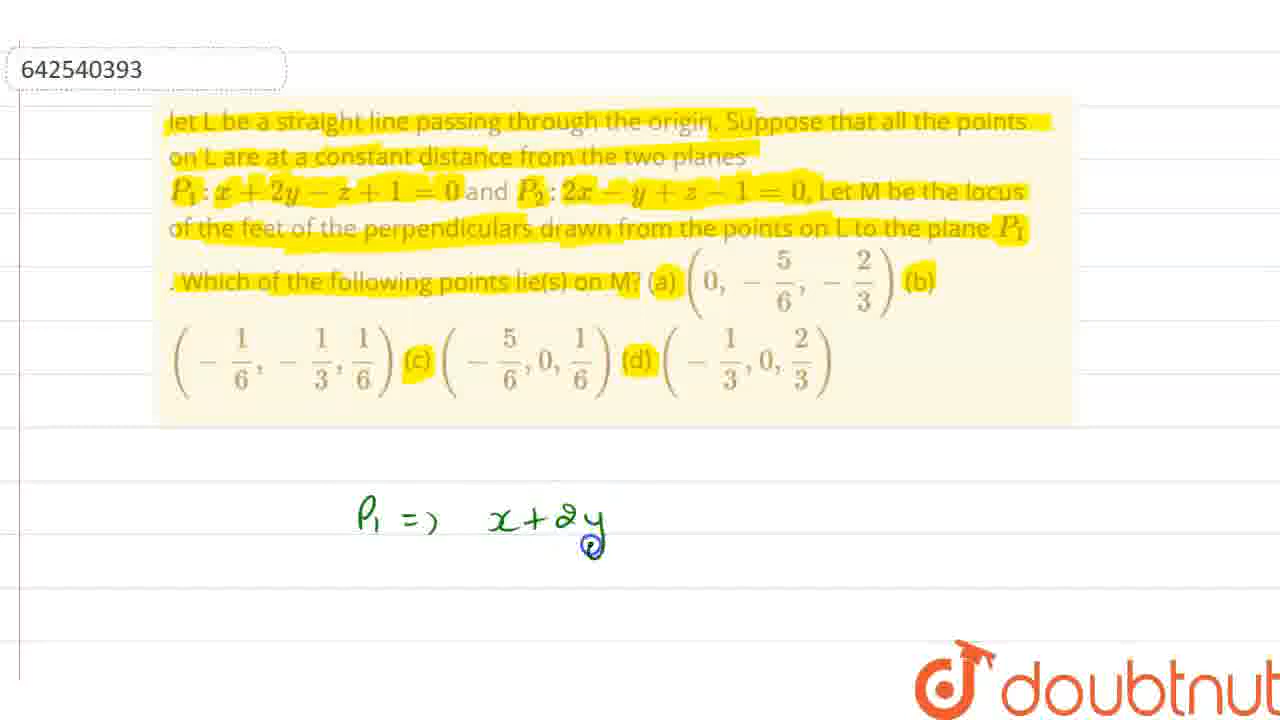 642540393
let L be a straight line passing through the origin. Suppose that all the points
on L are at a constant distance from the two planes
P₁ : x + 2y − z + 1 = 0 and P₂ : 2x − y + z − 1 = 0, Let M be the locus
of the feet of the perpendiculars drawn from the points on L to the plane P₁
. Which of the following points lie(s) on M? (a) (0, −5/6, −2/3) (b)
(−1/6, −1/3, 1/6) (c) (−5/6, 0, 1/6) (d) (−1/3, 0, 2/3)
P₁ => x+2y
doubtnut